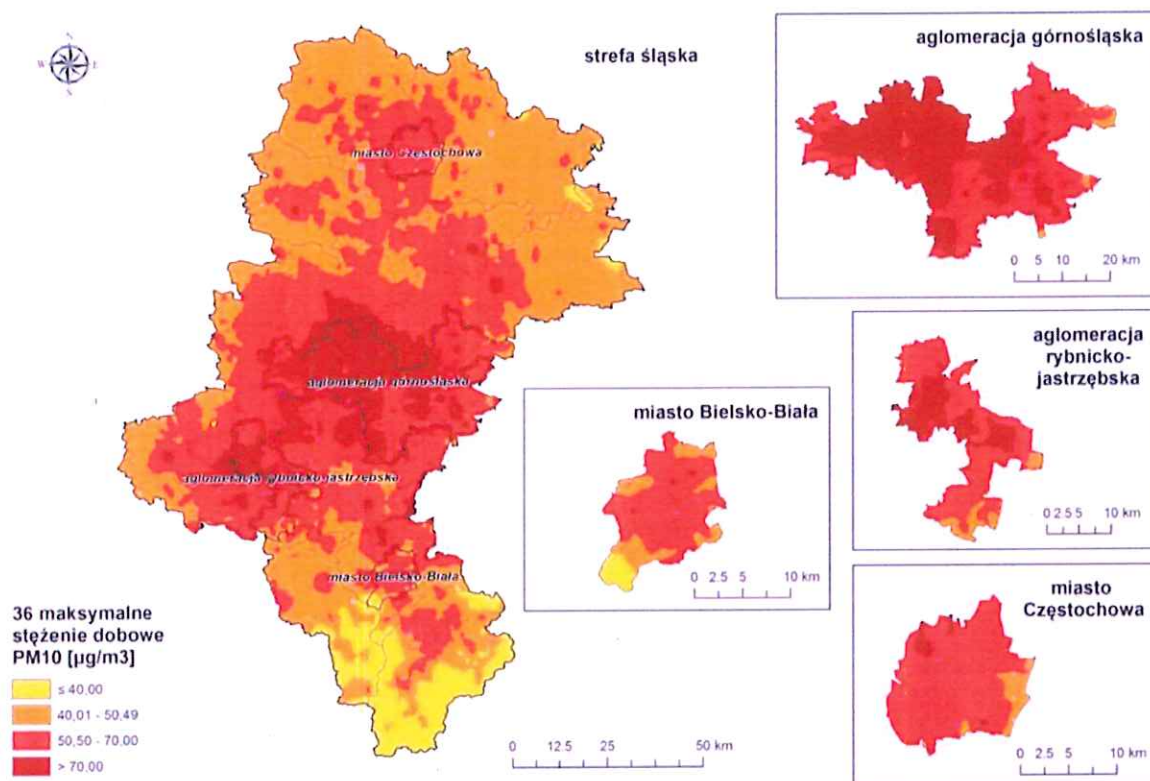 N
W E
S
strefa śląska
miasto Częstochowa
aglomeracja górnośląska
aglomeracja rybnicko-jastrzębska
miasto Bielsko-Biała
36 maksymalne
stężenie dobowe
PM10 [µg/m3]
≤ 40,00
40,01 - 50,49
50,50 - 70,00
> 70,00
0 12.5 25 50 km
aglomeracja górnośląska
0 5 10 20 km
miasto Bielsko-Biała
0 2.5 5 10 km
aglomeracja
rybnicko-
jastrzębska
0 2.5 5 10 km
miasto
Częstochowa
0 2.5 5 10 km